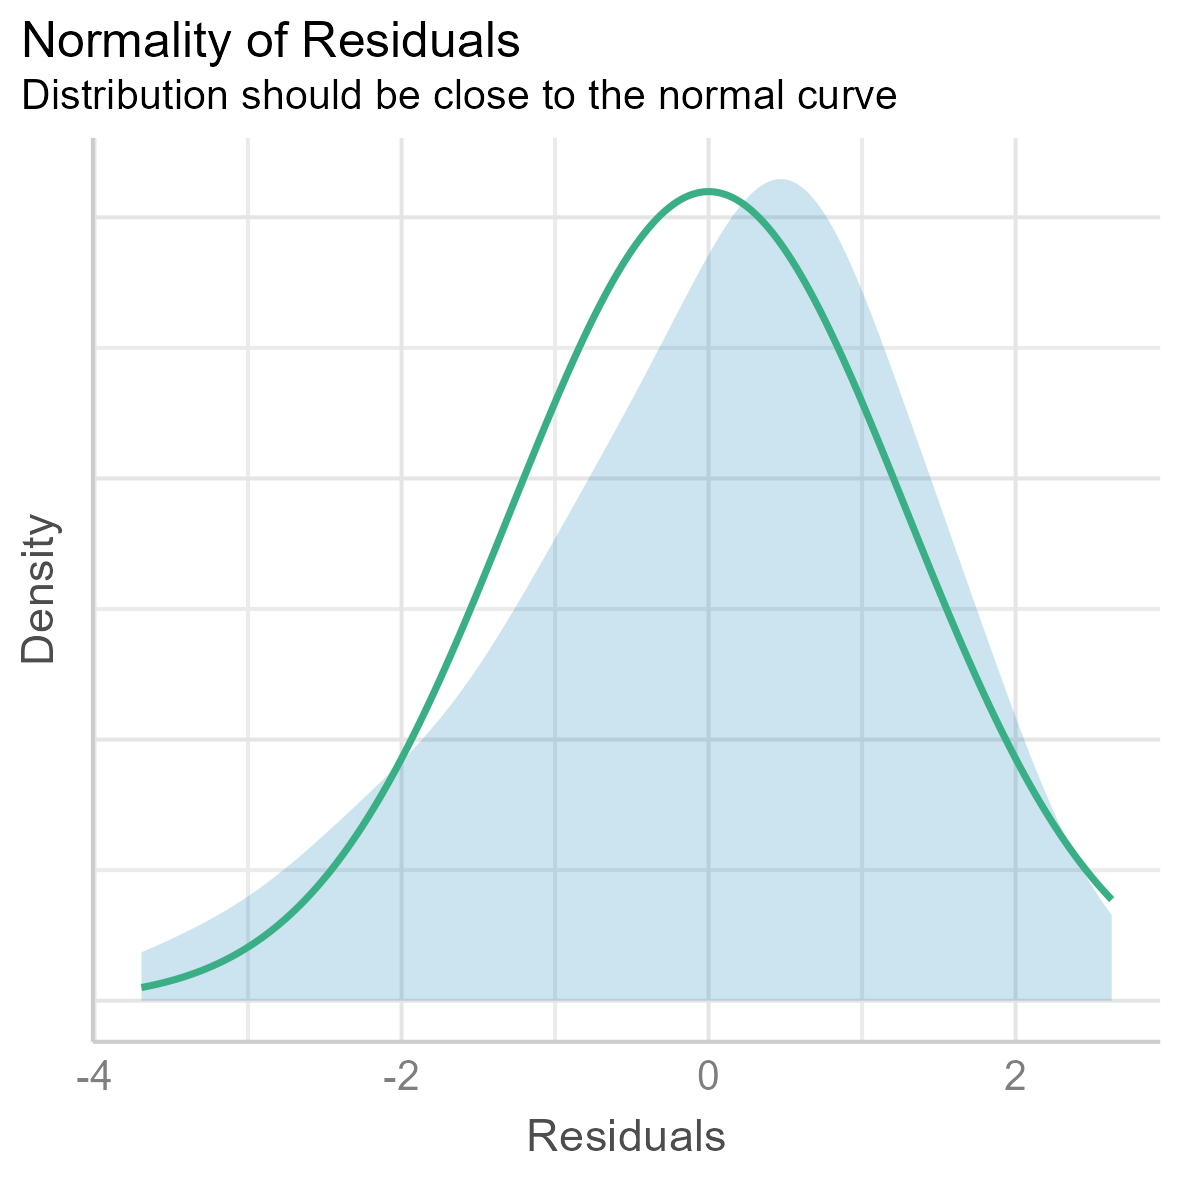 Normality of Residuals
Distribution should be close to the normal curve
Density
-4
-2
0
2
Residuals